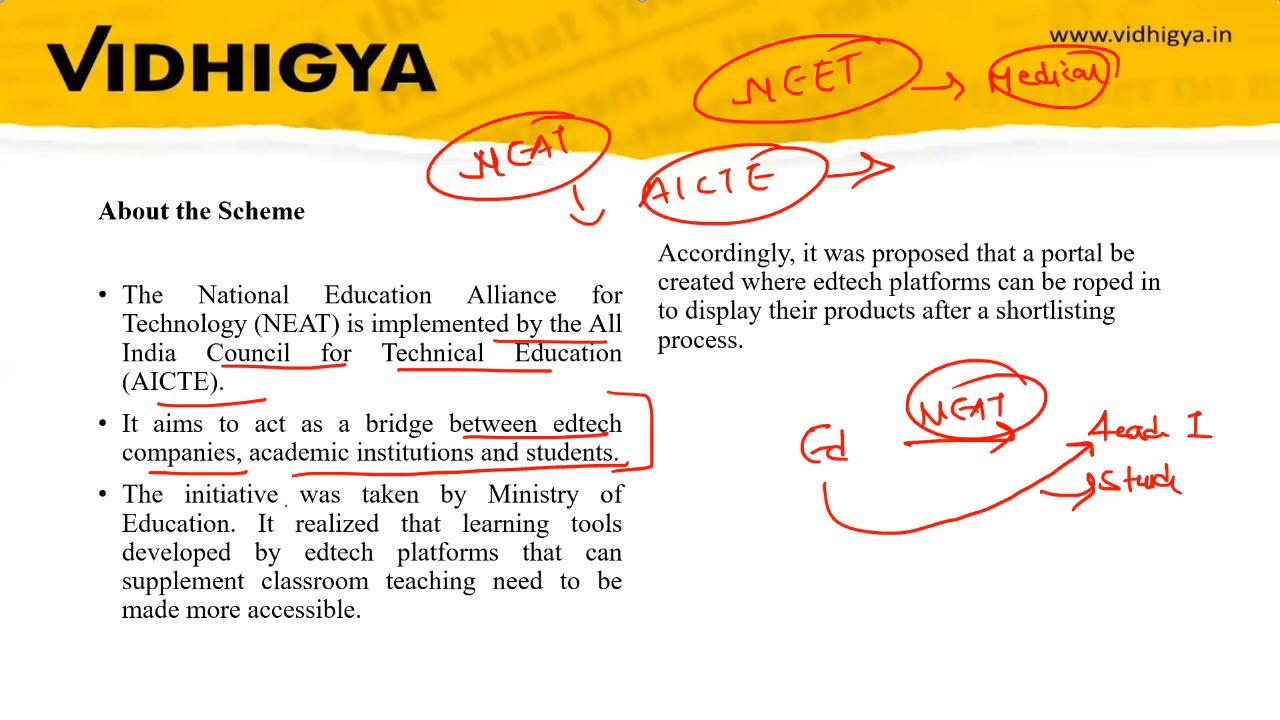 VIDHIGYA
www.vidhigya.in
NEET
Medical
NEAT
AICTE
About the Scheme
• The National Education Alliance for
Technology (NEAT) is implemented by the All
India Council for Technical Education
(AICTE).
• It aims to act as a bridge between edtech
companies, academic institutions and students.
• The initiative was taken by Ministry of
Education. It realized that learning tools
developed by edtech platforms that can
supplement classroom teaching need to be
made more accessible.
Accordingly, it was proposed that a portal be
created where edtech platforms can be roped in
to display their products after a shortlisting
process.
NEAT
Ed
I
Stud